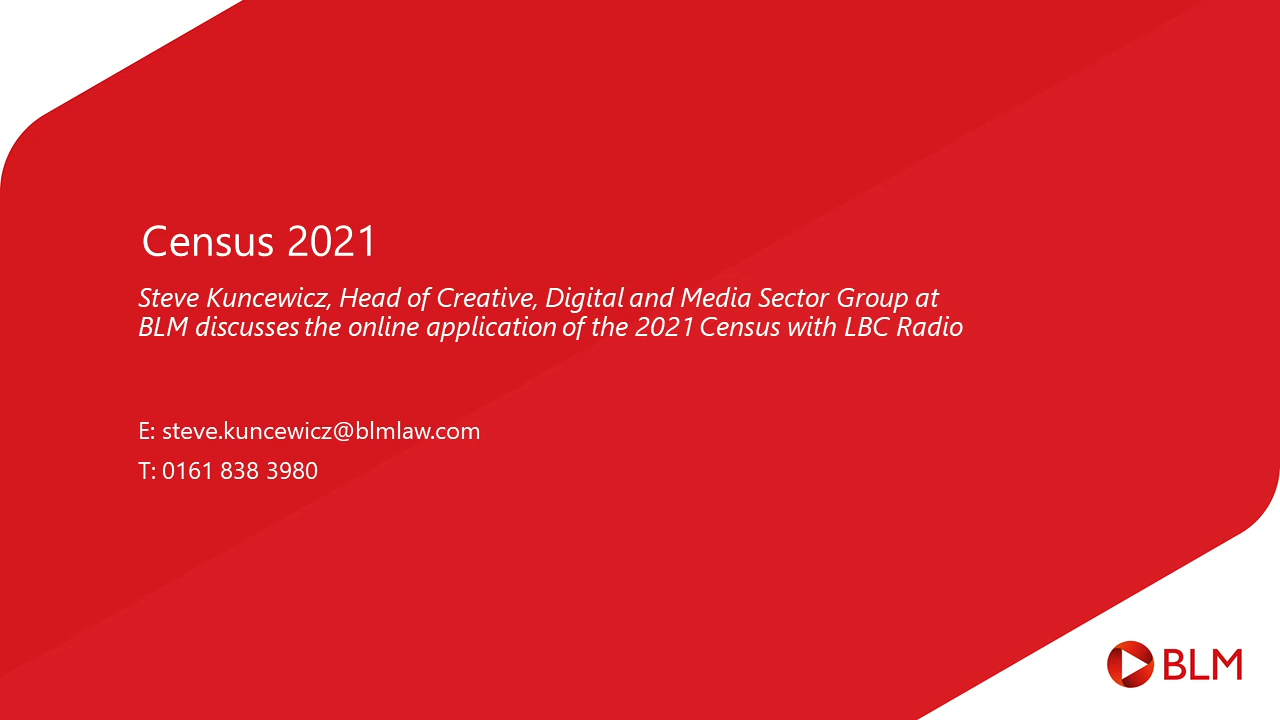 Census 2021
Steve Kuncewicz, Head of Creative, Digital and Media Sector Group at
BLM discusses the online application of the 2021 Census with LBC Radio
E: steve.kuncewicz@blmlaw.com
T: 0161 838 3980
BLM